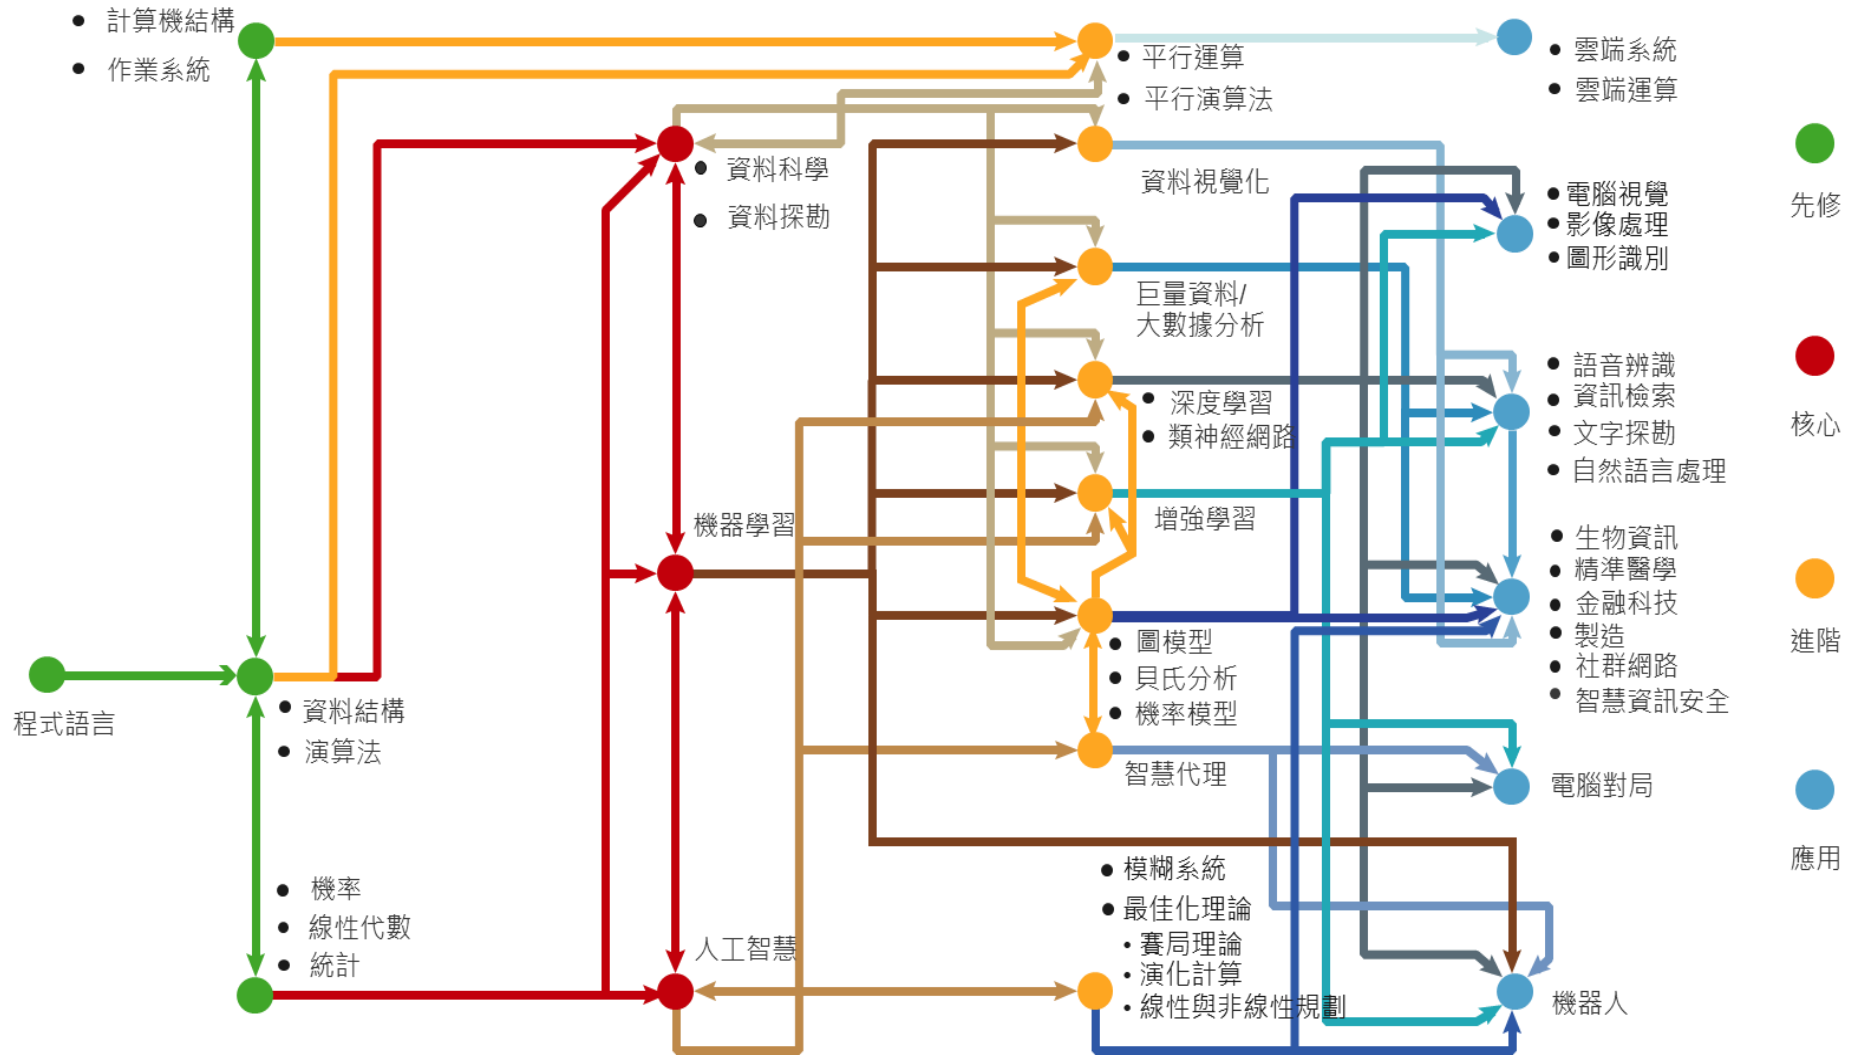 計算機結構
作業系統
程式語言
資料結構
演算法
機率
線性代數
統計
資料科學
資料探勘
機器學習
人工智慧
平行運算
平行演算法
資料視覺化
巨量資料/
大數據分析
深度學習
類神經網路
增強學習
圖模型
貝氏分析
機率模型
智慧代理
模糊系統
最佳化理論
賽局理論
演化計算
線性與非線性規劃
雲端系統
雲端運算
電腦視覺
影像處理
圖形識別
語音辨識
資訊檢索
文字探勘
自然語言處理
生物資訊
精準醫學
金融科技
製造
社群網路
智慧資訊安全
電腦對局
機器人
先修
核心
進階
應用